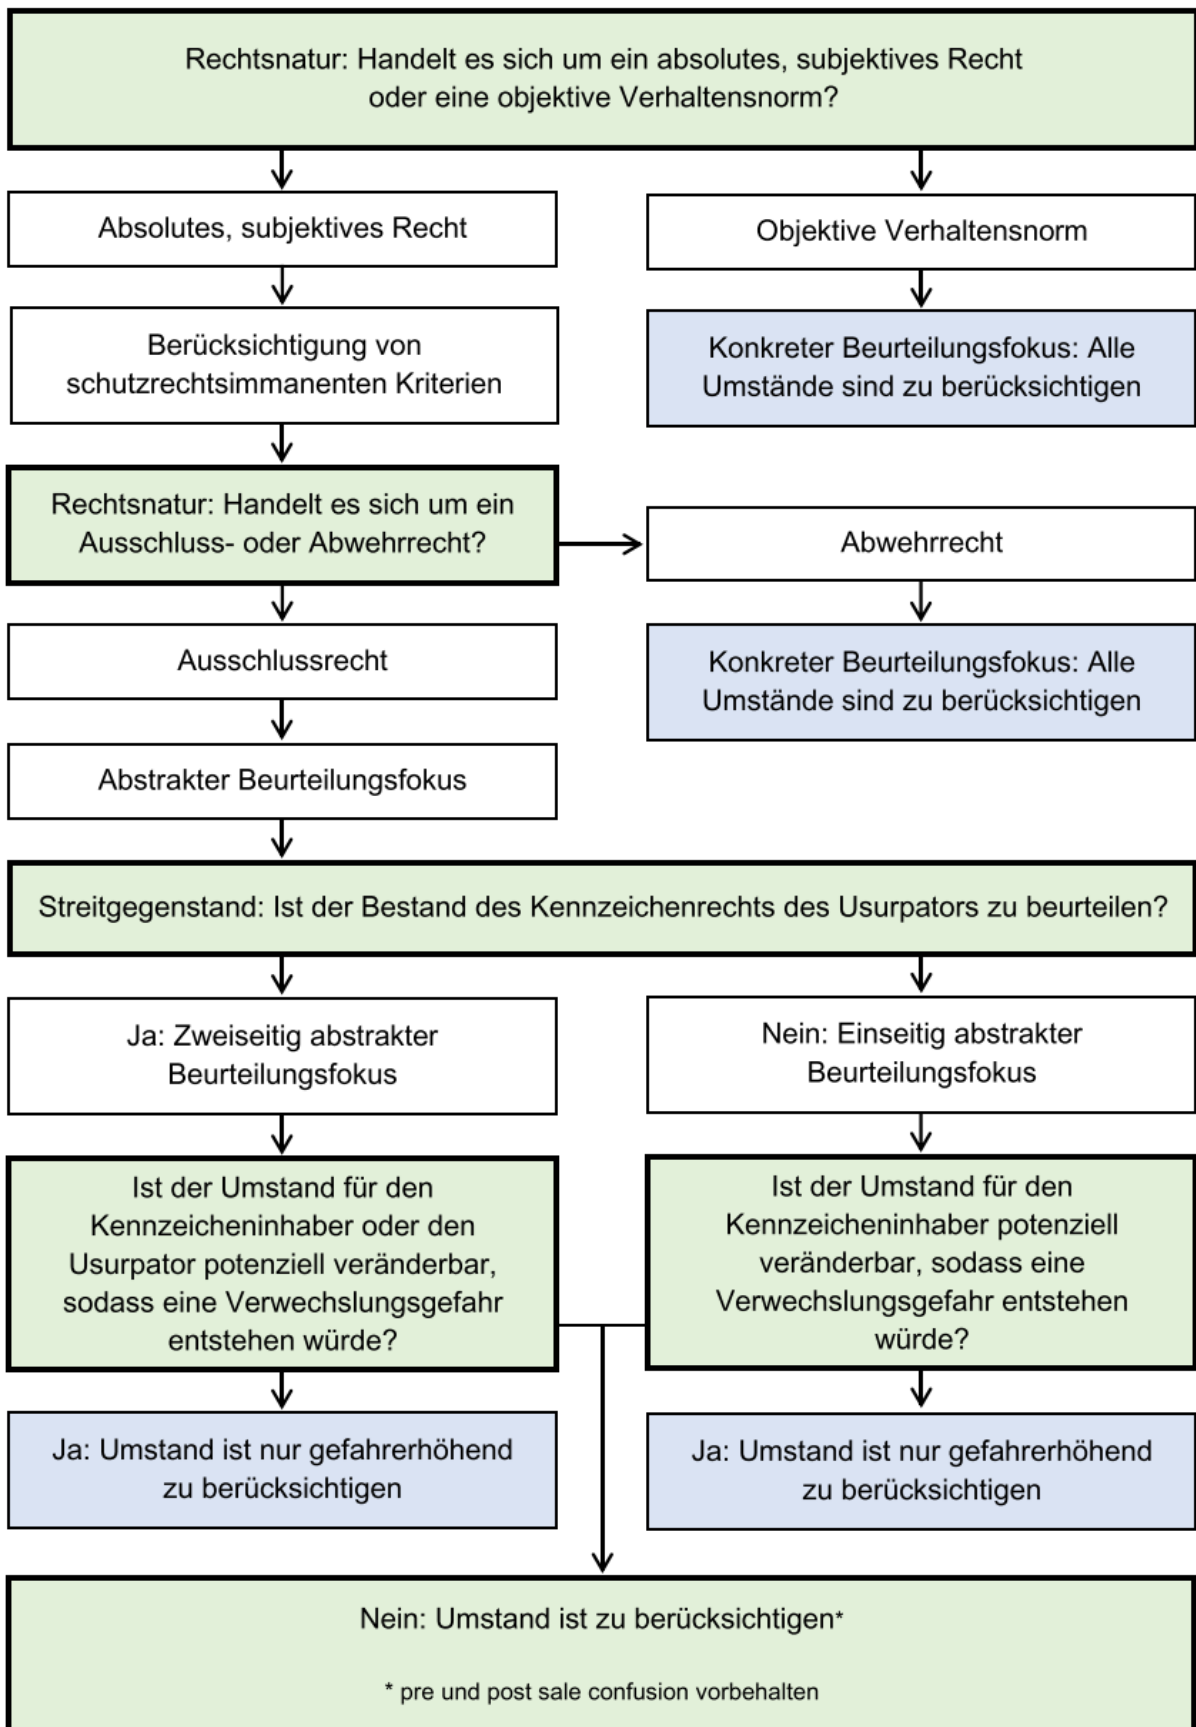 Rechtsnatur: Handelt es sich um ein absolutes, subjektives Recht
oder eine objektive Verhaltensnorm?
Absolutes, subjektives Recht
Objektive Verhaltensnorm
Berücksichtigung von
schutzrechtsimmanenten Kriterien
Konkreter Beurteilungsfokus: Alle
Umstände sind zu berücksichtigen
Rechtsnatur: Handelt es sich um ein
Ausschluss- oder Abwehrrecht?
Abwehrrecht
Ausschlussrecht
Konkreter Beurteilungsfokus: Alle
Umstände sind zu berücksichtigen
Abstrakter Beurteilungsfokus
Streitgegenstand: Ist der Bestand des Kennzeichenrechts des Usurpators zu beurteilen?
Ja: Zweiseitig abstrakter
Beurteilungsfokus
Nein: Einseitig abstrakter
Beurteilungsfokus
Ist der Umstand für den
Kennzeicheninhaber oder den
Usurpator potenziell veränderbar,
sodass eine Verwechslungsgefahr
entstehen würde?
Ist der Umstand für den
Kennzeicheninhaber potenziell
veränderbar, sodass eine
Verwechslungsgefahr entstehen
würde?
Ja: Umstand ist nur gefahrerhöhend
zu berücksichtigen
Ja: Umstand ist nur gefahrerhöhend
zu berücksichtigen
Nein: Umstand ist zu berücksichtigen*
* pre und post sale confusion vorbehalten